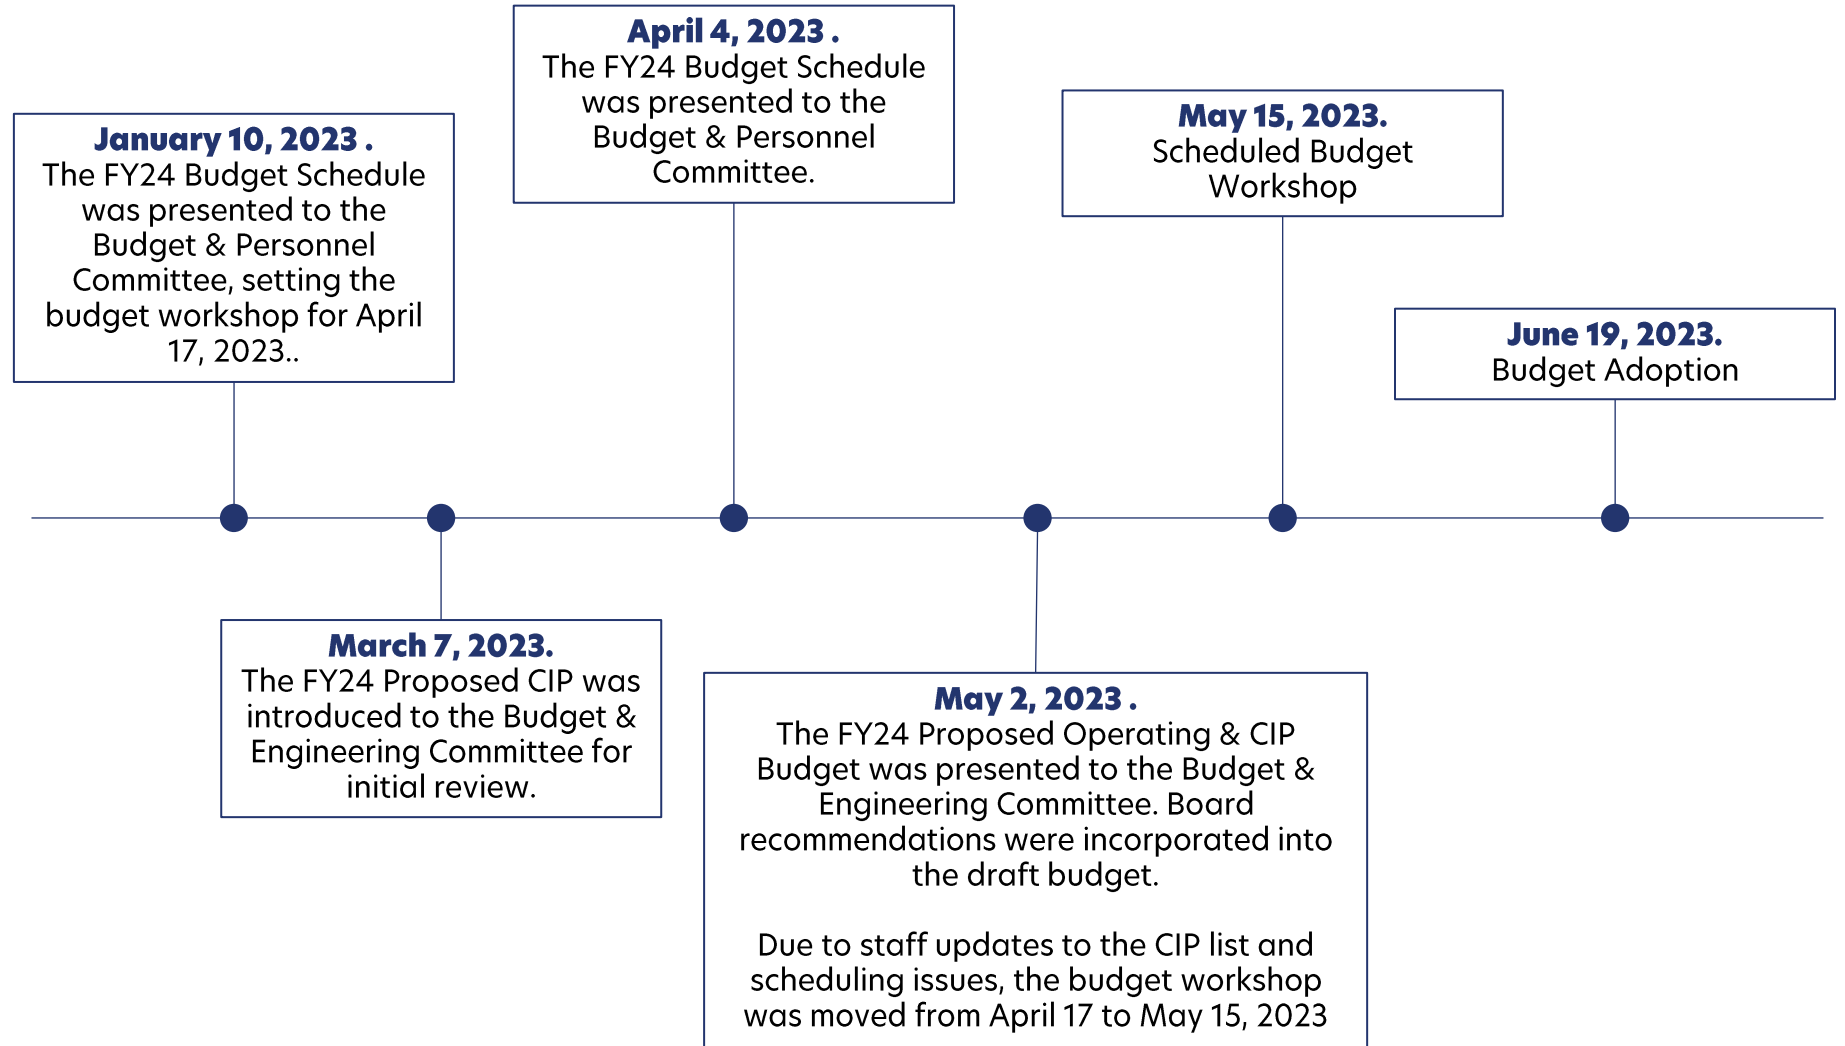 January 10, 2023 .
The FY24 Budget Schedule
was presented to the
Budget & Personnel
Committee, setting the
budget workshop for April
17, 2023..
March 7, 2023.
The FY24 Proposed CIP was
introduced to the Budget &
Engineering Committee for
initial review.
April 4, 2023 .
The FY24 Budget Schedule
was presented to the
Budget & Personnel
Committee.
May 2, 2023 .
The FY24 Proposed Operating & CIP
Budget was presented to the Budget &
Engineering Committee. Board
recommendations were incorporated into
the draft budget.
Due to staff updates to the CIP list and
scheduling issues, the budget workshop
was moved from April 17 to May 15, 2023
May 15, 2023.
Scheduled Budget
Workshop
June 19, 2023.
Budget Adoption